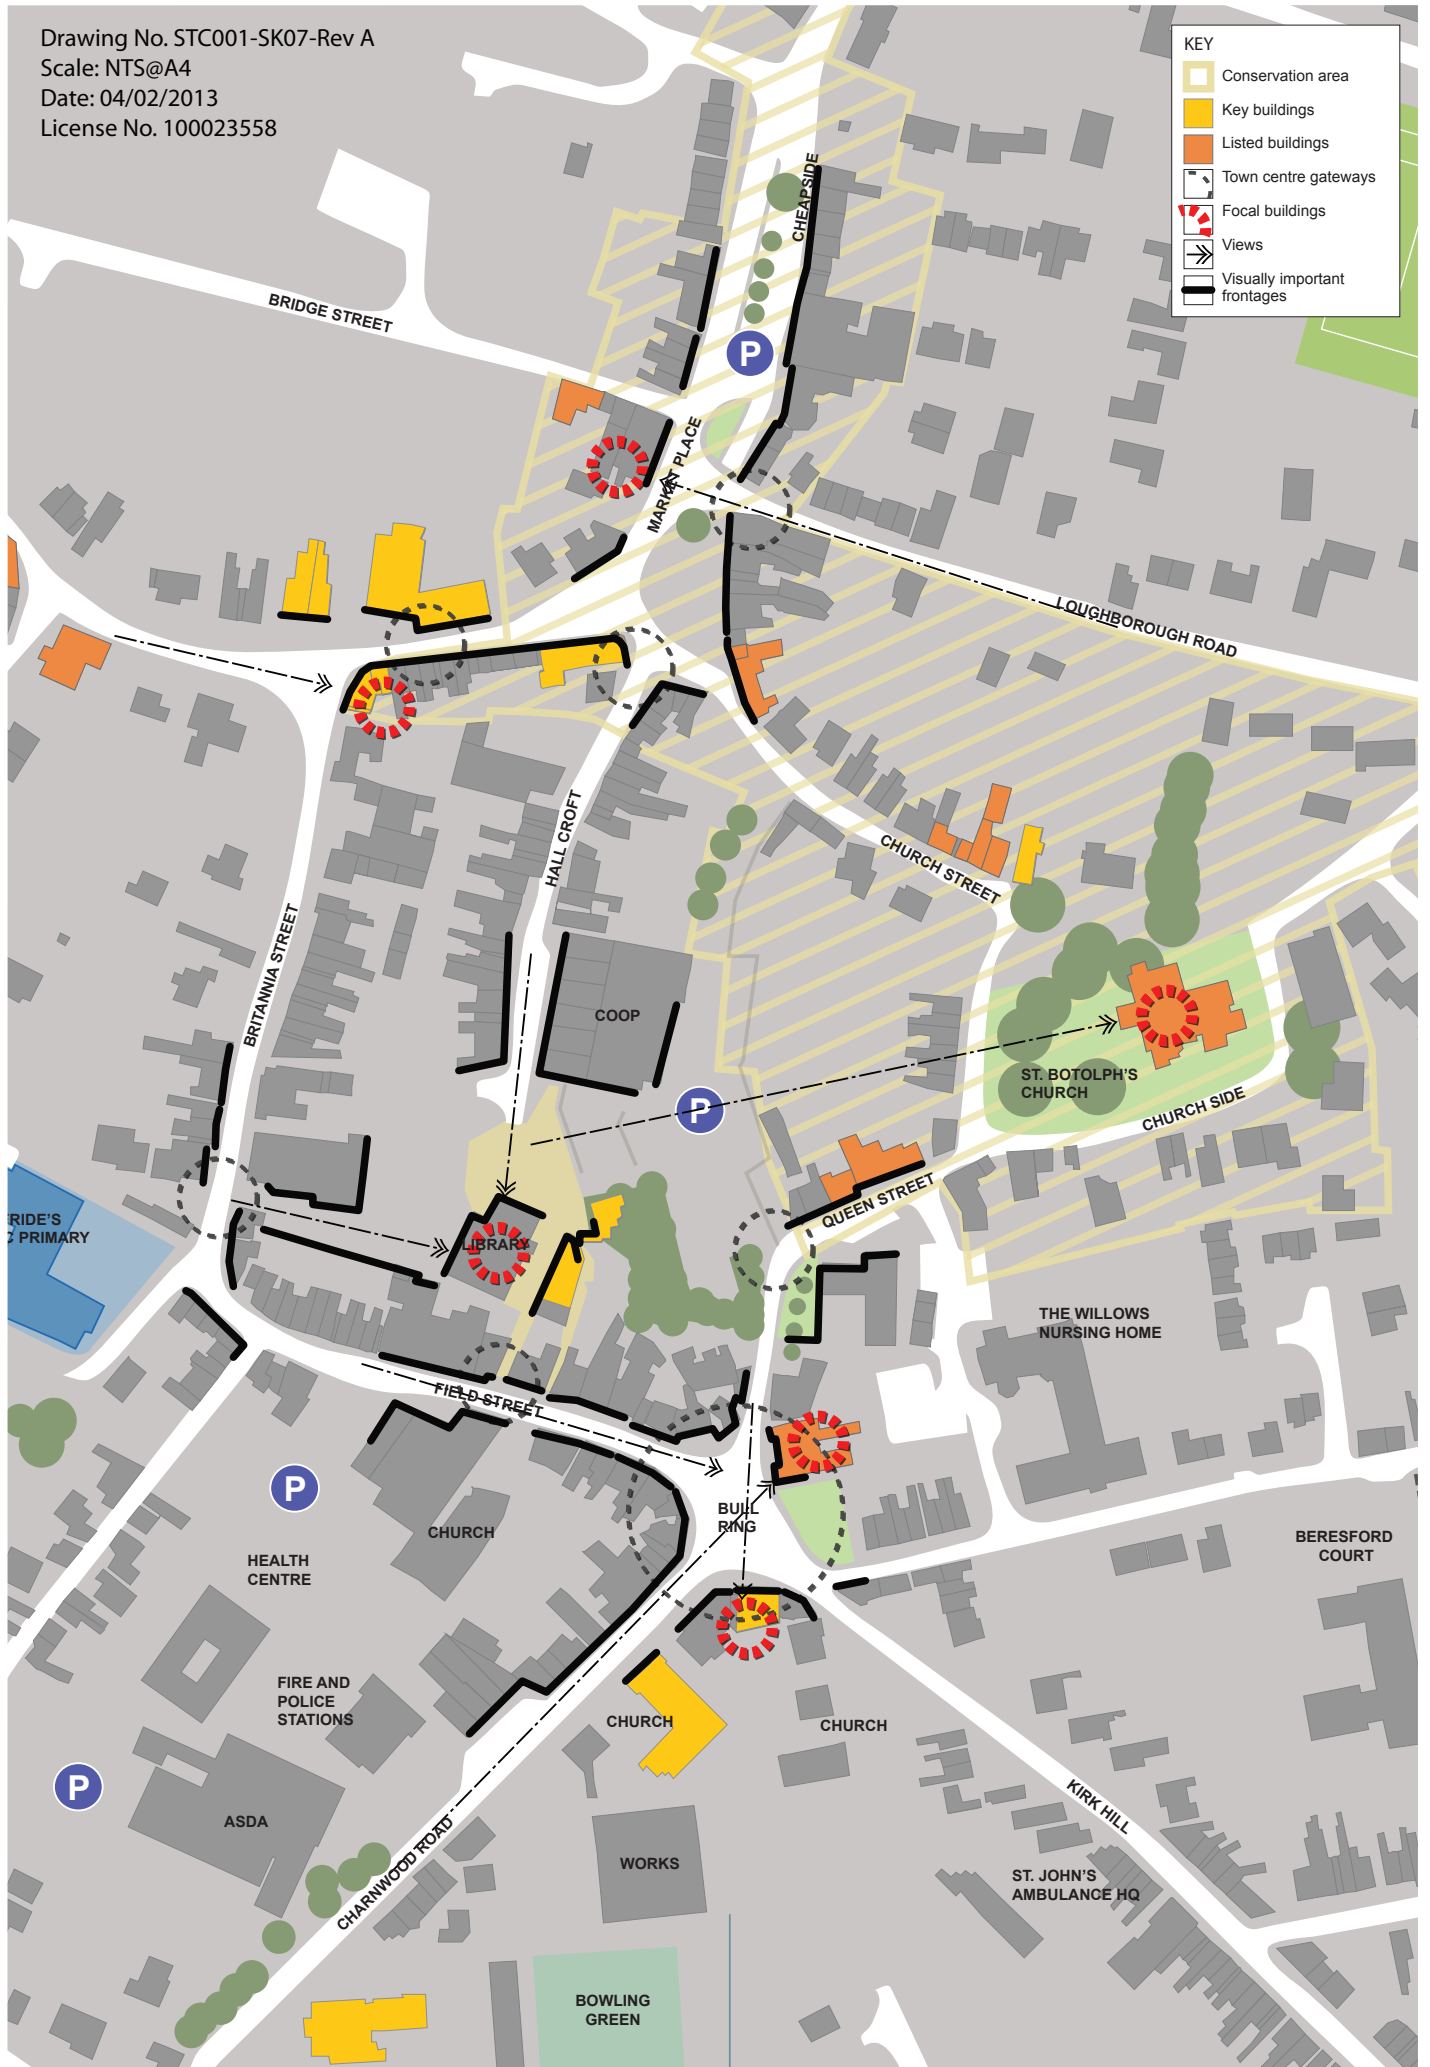 Drawing No. STC001-SK07-Rev A
Scale: NTS@A4
Date: 04/02/2013
License No. 100023558
KEY
Conservation area
Key buildings
Listed buildings
Town centre gateways
Focal buildings
Views
Visually important
frontages
CHEAPSIDE
BRIDGE STREET
P
MARKET PLACE
LOUGHBOROUGH ROAD
HALL CROFT
CHURCH STREET
BRITANNIA STREET
COOP
ST. BOTOLPH'S
CHURCH
P
CHURCH SIDE
QUEEN STREET
RIDE'S
C PRIMARY
LIBRARY
THE WILLOWS
NURSING HOME
FIELD STREET
P
BULL
RING
CHURCH
BERESFORD
COURT
HEALTH
CENTRE
FIRE AND
POLICE
STATIONS
CHURCH
CHURCH
P
ASDA
KIRK HILL
CHARNWOOD ROAD
WORKS
ST. JOHN'S
AMBULANCE HQ
BOWLING
GREEN